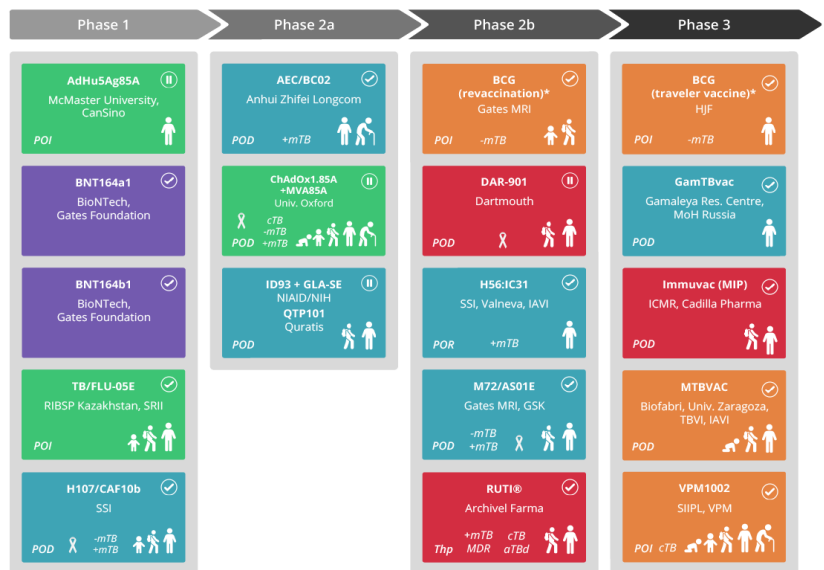 Phase 1
Phase 2a
Phase 2b
Phase 3
AdHu5Ag85A
McMaster University,
CanSino
POI
BNT164a1
BioNTech,
Gates Foundation
BNT164b1
BioNTech,
Gates Foundation
TB/FLU-05E
RIBSP Kazakhstan, SRII
POI
H107/CAF10b
SSI
-mTB
POD +mTB
AEC/BC02
Anhui Zhifei Longcom
POD +mTB
ChAdOx1.85A
+MVA85A
Univ. Oxford
cTB
-mTB
POD +mTB
ID93 + GLA-SE
NIAID/NIH
QTP101
Quratis
POD
BCG
(revaccination)*
Gates MRI
POI -mTB
DAR-901
Dartmouth
POD
H56:IC31
SSI, Valneva, IAVI
POR +mTB
M72/AS01E
Gates MRI, GSK
-mTB
POD +mTB
RUTI®
Archivel Farma
+mTB cTB
Thp MDR aTBd
BCG
(traveler vaccine)*
HJF
POI -mTB
GamTBvac
Gamaleya Res. Centre,
MoH Russia
POD
Immuvac (MIP)
ICMR, Cadilla Pharma
POD
MTBVAC
Biofabri, Univ. Zaragoza,
TBVI, IAVI
POD
VPM1002
SIIPL, VPM
POI cTB